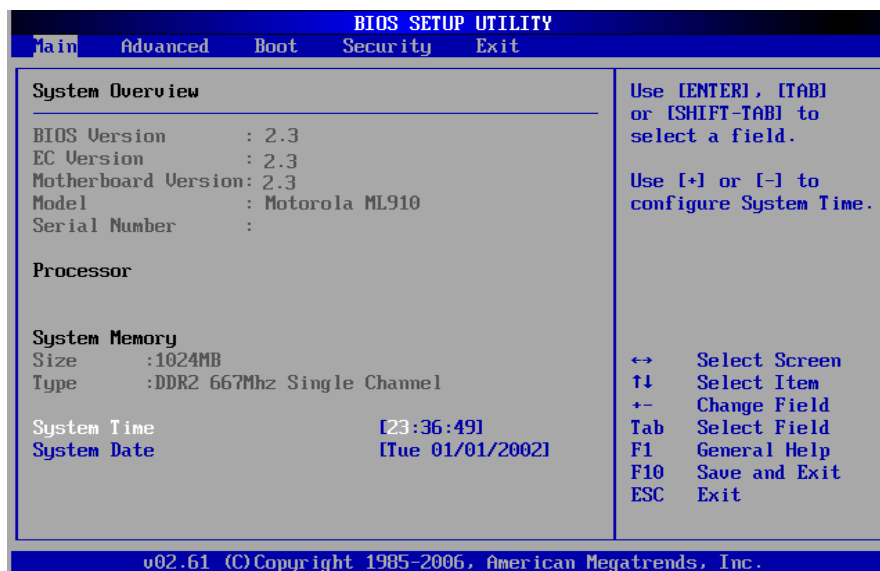 BIOS SETUP UTILITY
Main Advanced Boot Security Exit
System Overview
BIOS Version : 2.3
EC Version : 2.3
Motherboard Version: 2.3
Model : Motorola ML910
Serial Number :
Processor
System Memory
Size :1024MB
Type :DDR2 667Mhz Single Channel
System Time [23:36:49]
System Date [Tue 01/01/2002]
Use [ENTER], [TAB]
or [SHIFT-TAB] to
select a field.
Use [+] or [-] to
configure System Time.
↔ Select Screen
↑↓ Select Item
+- Change Field
Tab Select Field
F1 General Help
F10 Save and Exit
ESC Exit
v02.61 (C)Copyright 1985-2006, American Megatrends, Inc.